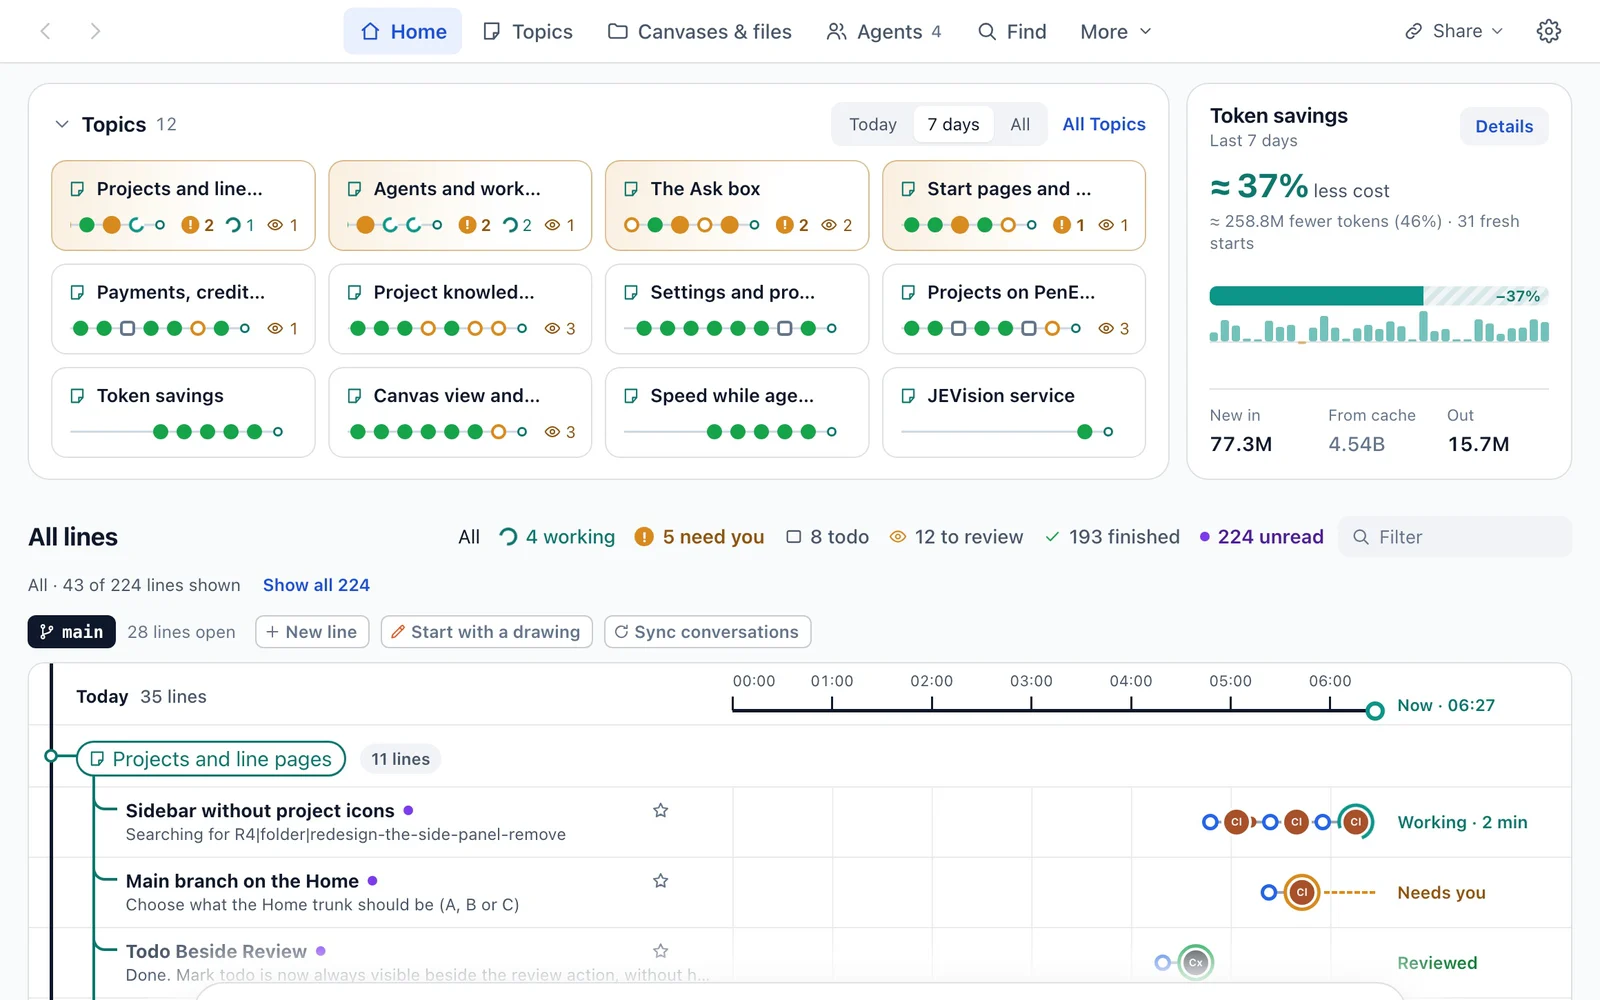 Home
Topics
Canvases & files
Agents 4
Find
More
Share
Topics 12
Today
7 days
All
All Topics
Projects and line...
2 1 1
Agents and work...
2 2 1
The Ask box
2 2
Start pages and ...
1 1
Payments, credit...
1
Project knowled...
3
Settings and pro...
Projects on PenE...
3
Token savings
Canvas view and...
3
Speed while age...
JEVision service
Token savings
Last 7 days
Details
≈ 37% less cost
≈ 258.8M fewer tokens (46%) · 31 fresh
starts
−37%
New in
From cache
Out
77.3M
4.54B
15.7M
All lines
All
4 working
5 need you
8 todo
12 to review
193 finished
224 unread
Filter
All · 43 of 224 lines shown
Show all 224
main
28 lines open
+ New line
Start with a drawing
Sync conversations
Today 35 lines
00:00 01:00 02:00 03:00 04:00 05:00 06:00
Now · 06:27
Projects and line pages
11 lines
Sidebar without project icons
Searching for R4|folder|redesign-the-side-panel-remove
Cl Cl Cl
Working · 2 min
Main branch on the Home
Choose what the Home trunk should be (A, B or C)
Cl
Needs you
Todo Beside Review
Done. Mark todo is now always visible beside the review action, without h...
Cx
Reviewed